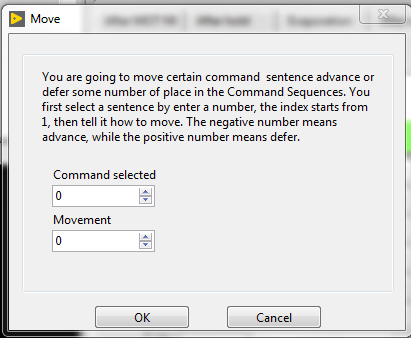 Move
You are going to move certain command sentence advance or
defer some number of place in the Command Sequences. You
first select a sentence by enter a number, the index starts from
1, then tell it how to move. The negative number means
advance, while the positive number means defer.
Command selected
0
Movement
0
OK
Cancel